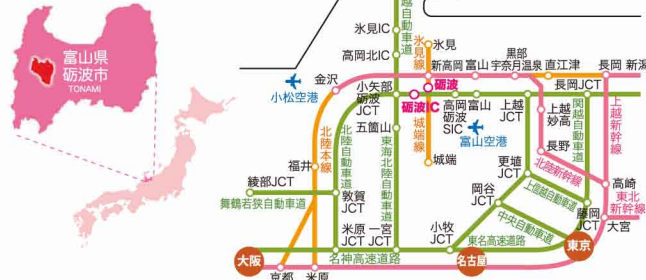 富山県
砺波市
TONAMI
越自動車道
氷見IC
氷見線
氷見
高岡北IC
新高岡
富山
黒部
宇奈月温泉
直江津
長岡
新潟
金沢
小松空港
小矢部
砺波
JCT
砺波
砺波IC
高岡
砺波
SIC
富山
富山空港
上越
JCT
長岡JCT
上越
妙高
関越自動車道
上越新幹線
五箇山
城端線
城端
長野
北陸新幹線
北陸本線
北陸自動車道
東海北陸自動車道
福井
綾部JCT
舞鶴若狭自動車道
敦賀
JCT
更埴
JCT
上信越自動車道
高崎
岡谷
JCT
中央自動車道
藤岡
JCT
東北
新幹線
大宮
米原
JCT
一宮
JCT
小牧
JCT
東名高速道路
東京
大阪
名神高速道路
名古屋
京都
米原